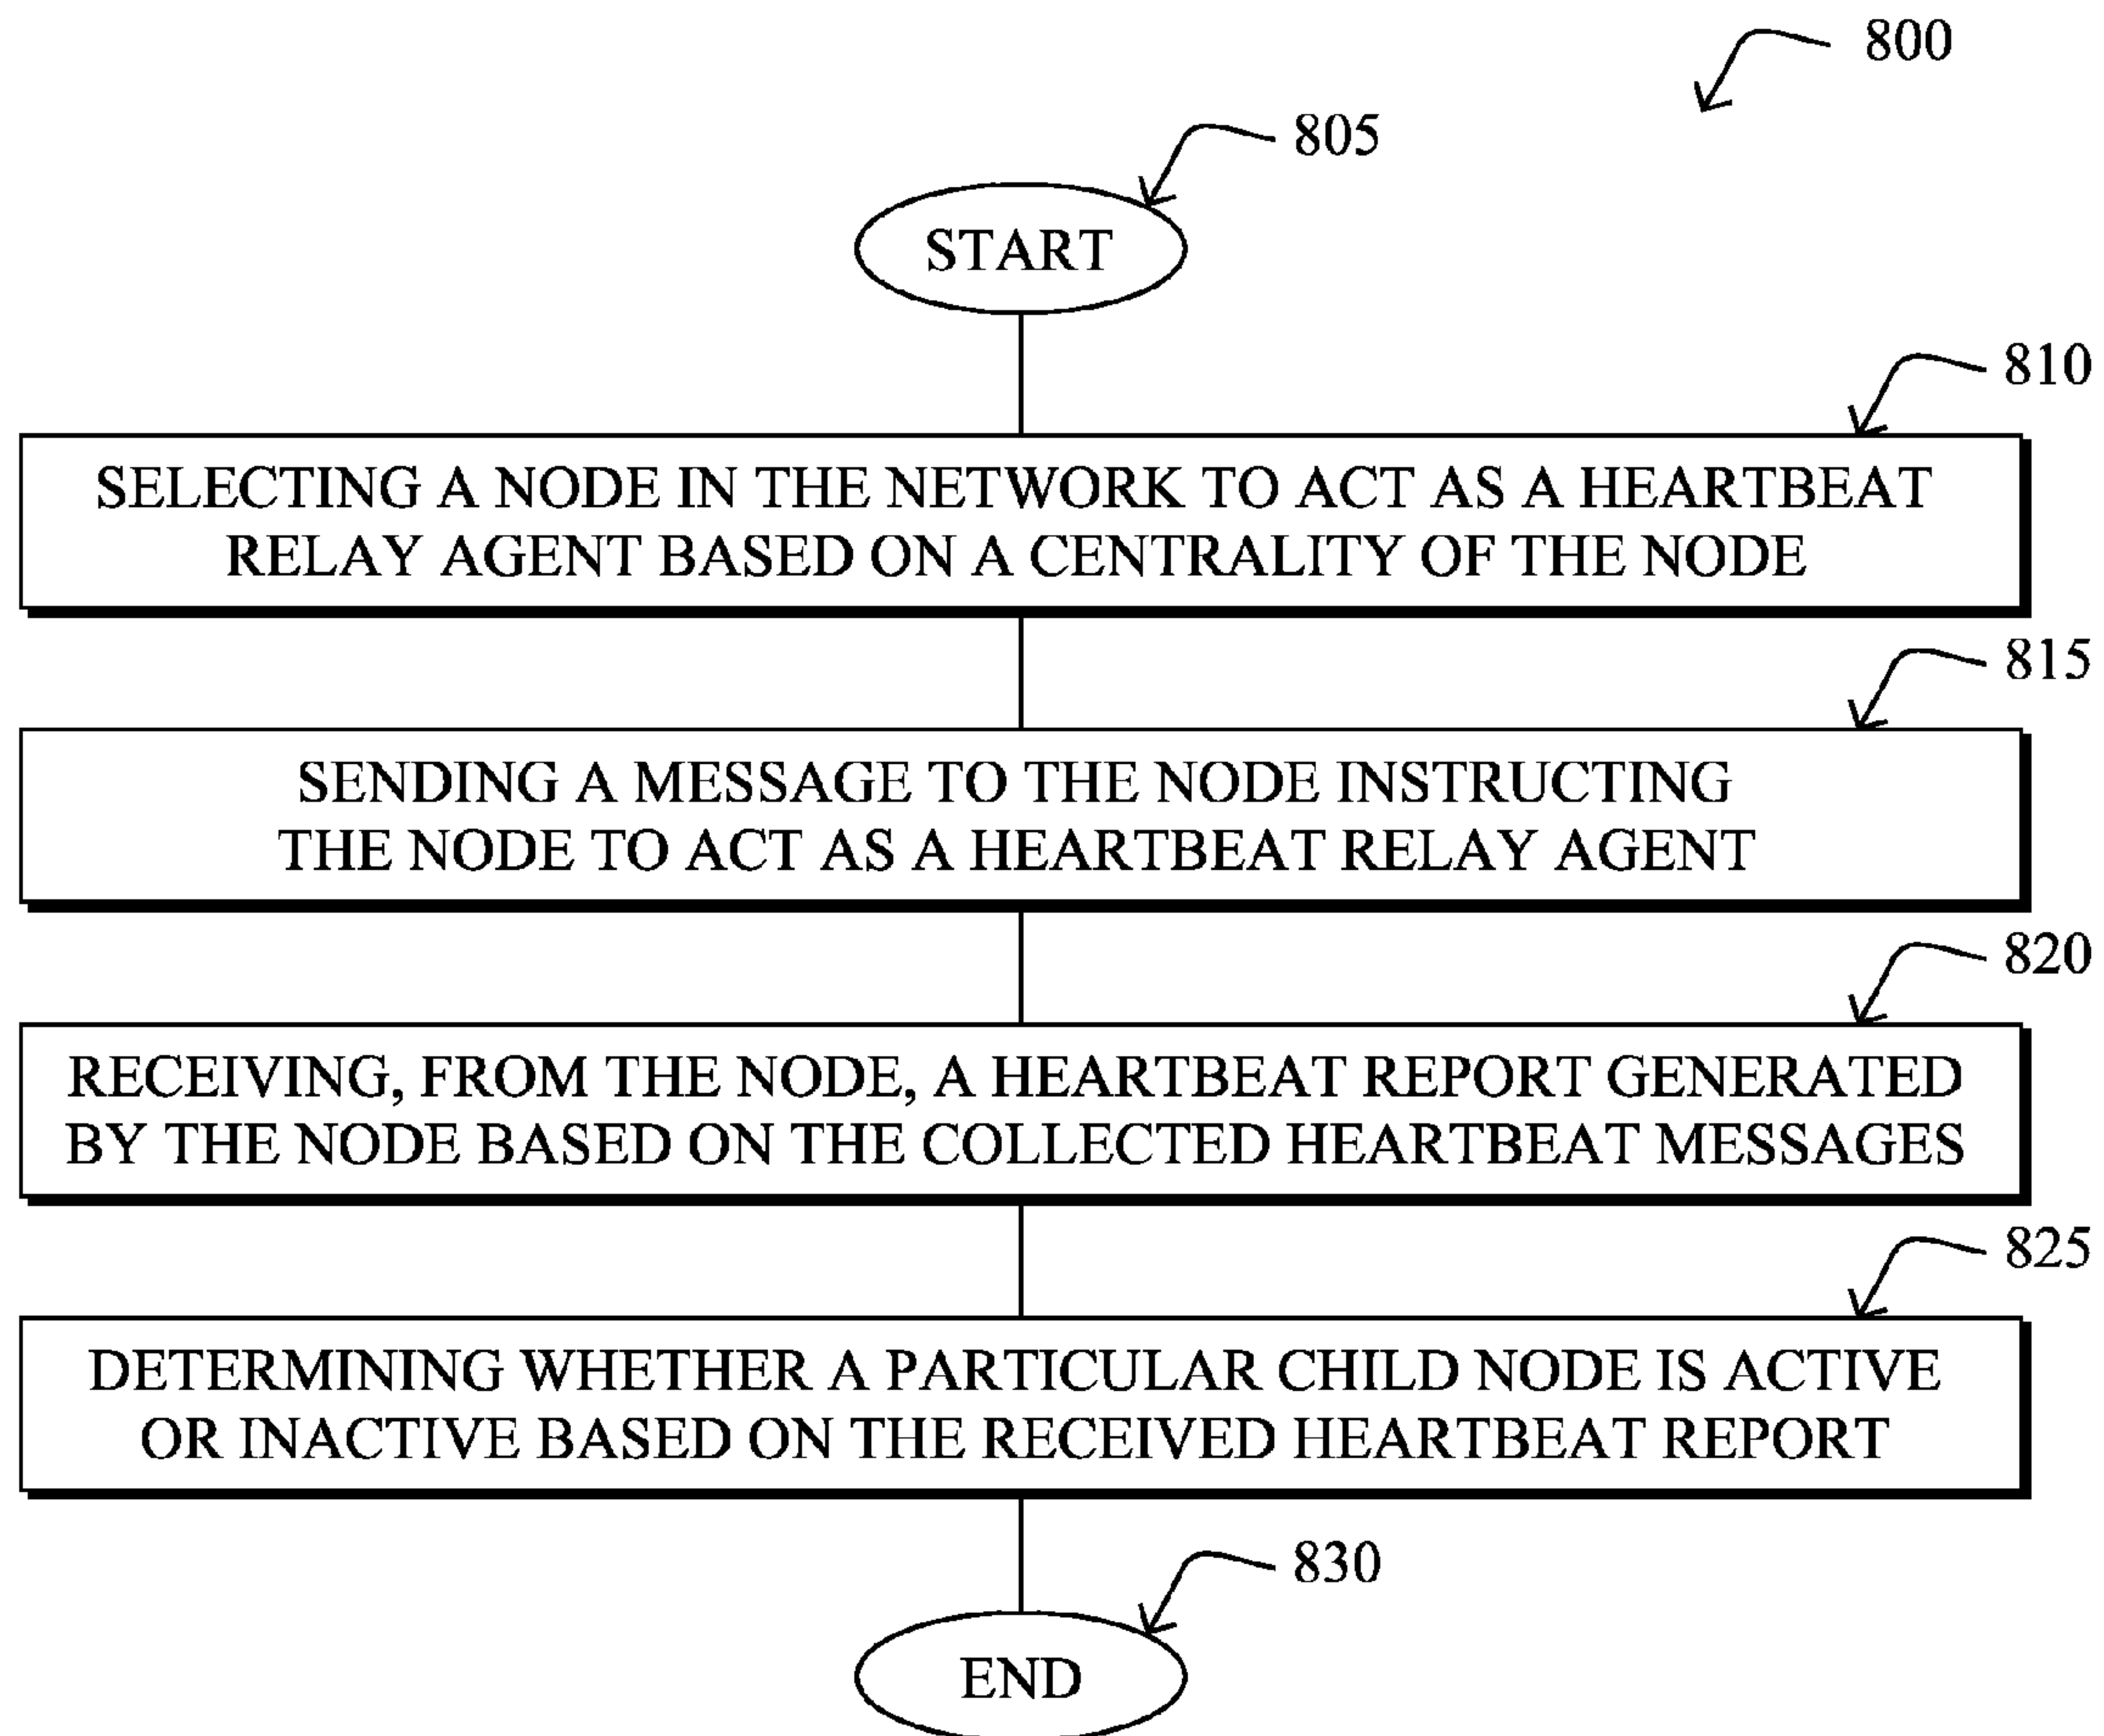 800
805
START
810
SELECTING A NODE IN THE NETWORK TO ACT AS A HEARTBEAT
RELAY AGENT BASED ON A CENTRALITY OF THE NODE
815
SENDING A MESSAGE TO THE NODE INSTRUCTING
THE NODE TO ACT AS A HEARTBEAT RELAY AGENT
820
RECEIVING, FROM THE NODE, A HEARTBEAT REPORT GENERATED
BY THE NODE BASED ON THE COLLECTED HEARTBEAT MESSAGES
825
DETERMINING WHETHER A PARTICULAR CHILD NODE IS ACTIVE
OR INACTIVE BASED ON THE RECEIVED HEARTBEAT REPORT
830
END